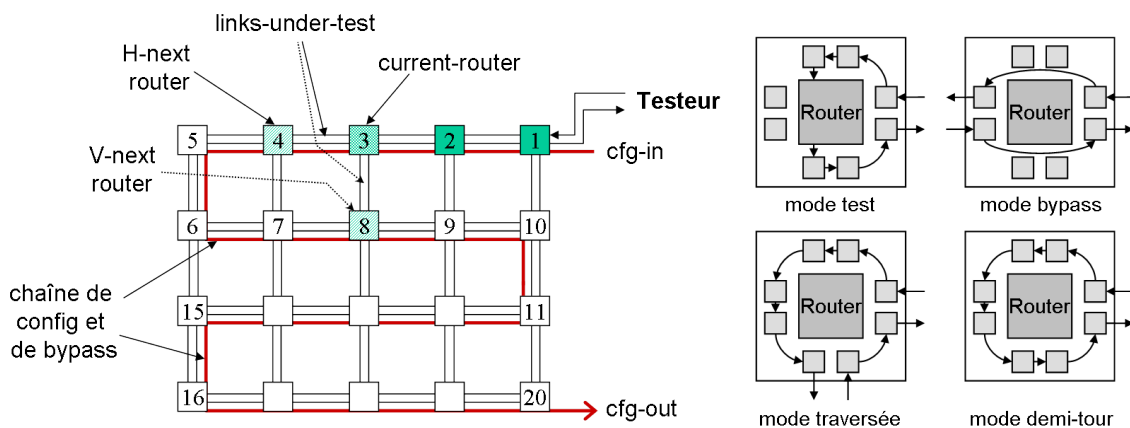 links-under-test
H-next
router
current-router
Testeur
5
4
3
2
1
cfg-in
V-next
router
6
7
8
9
10
chaîne de
config et
de bypass
15
11
16
20
cfg-out
Router
mode test
Router
mode bypass
Router
mode traversée
Router
mode demi-tour